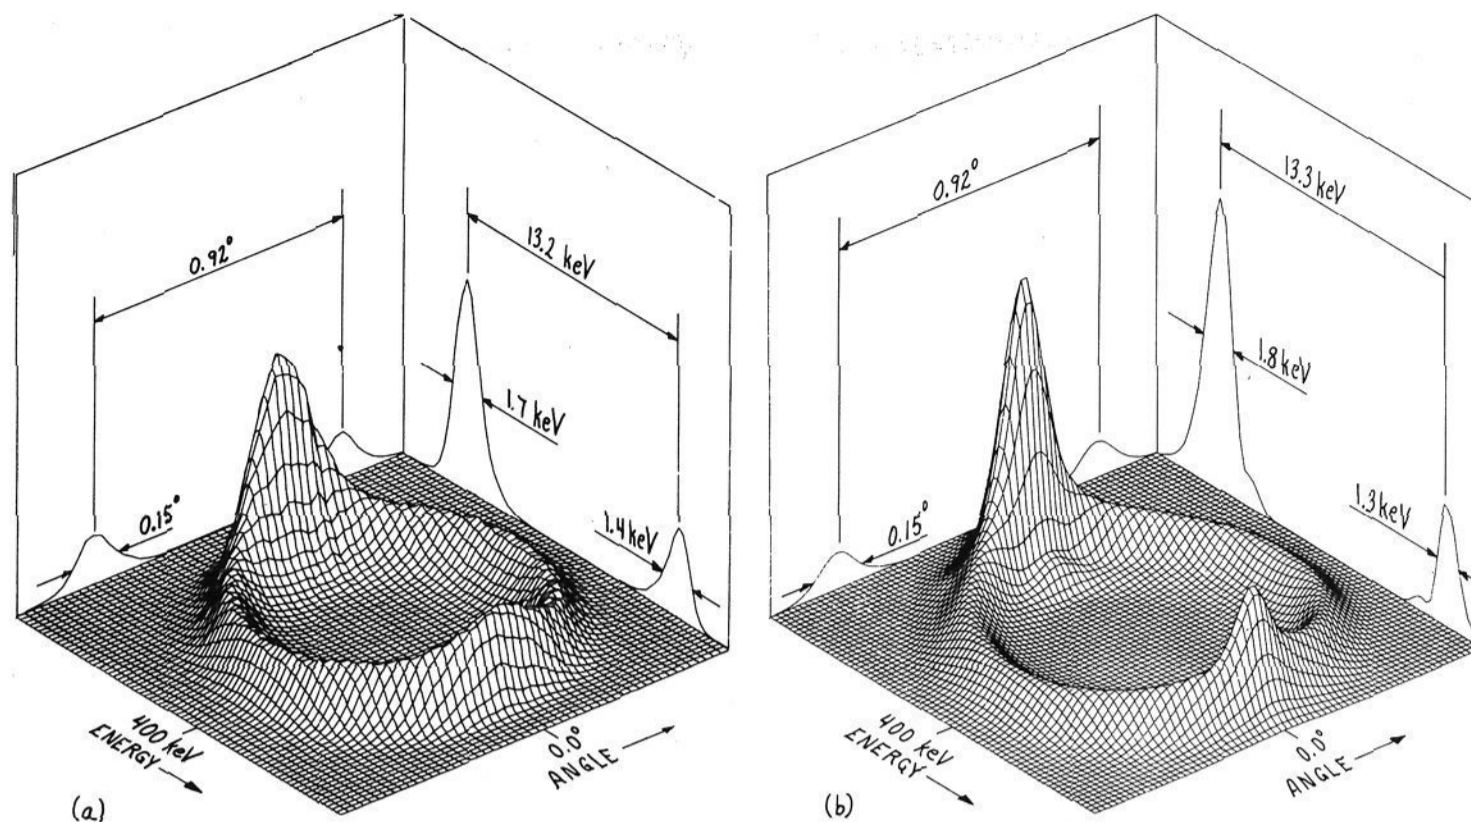 0.92°
13.2 keV
1.7 keV
0.15°
1.4 keV
400 keV
ENERGY
0.0°
ANGLE
(a)
0.92°
13.3 keV
1.8 keV
0.15°
1.3 keV
400 keV
ENERGY
0.0°
ANGLE
(b)